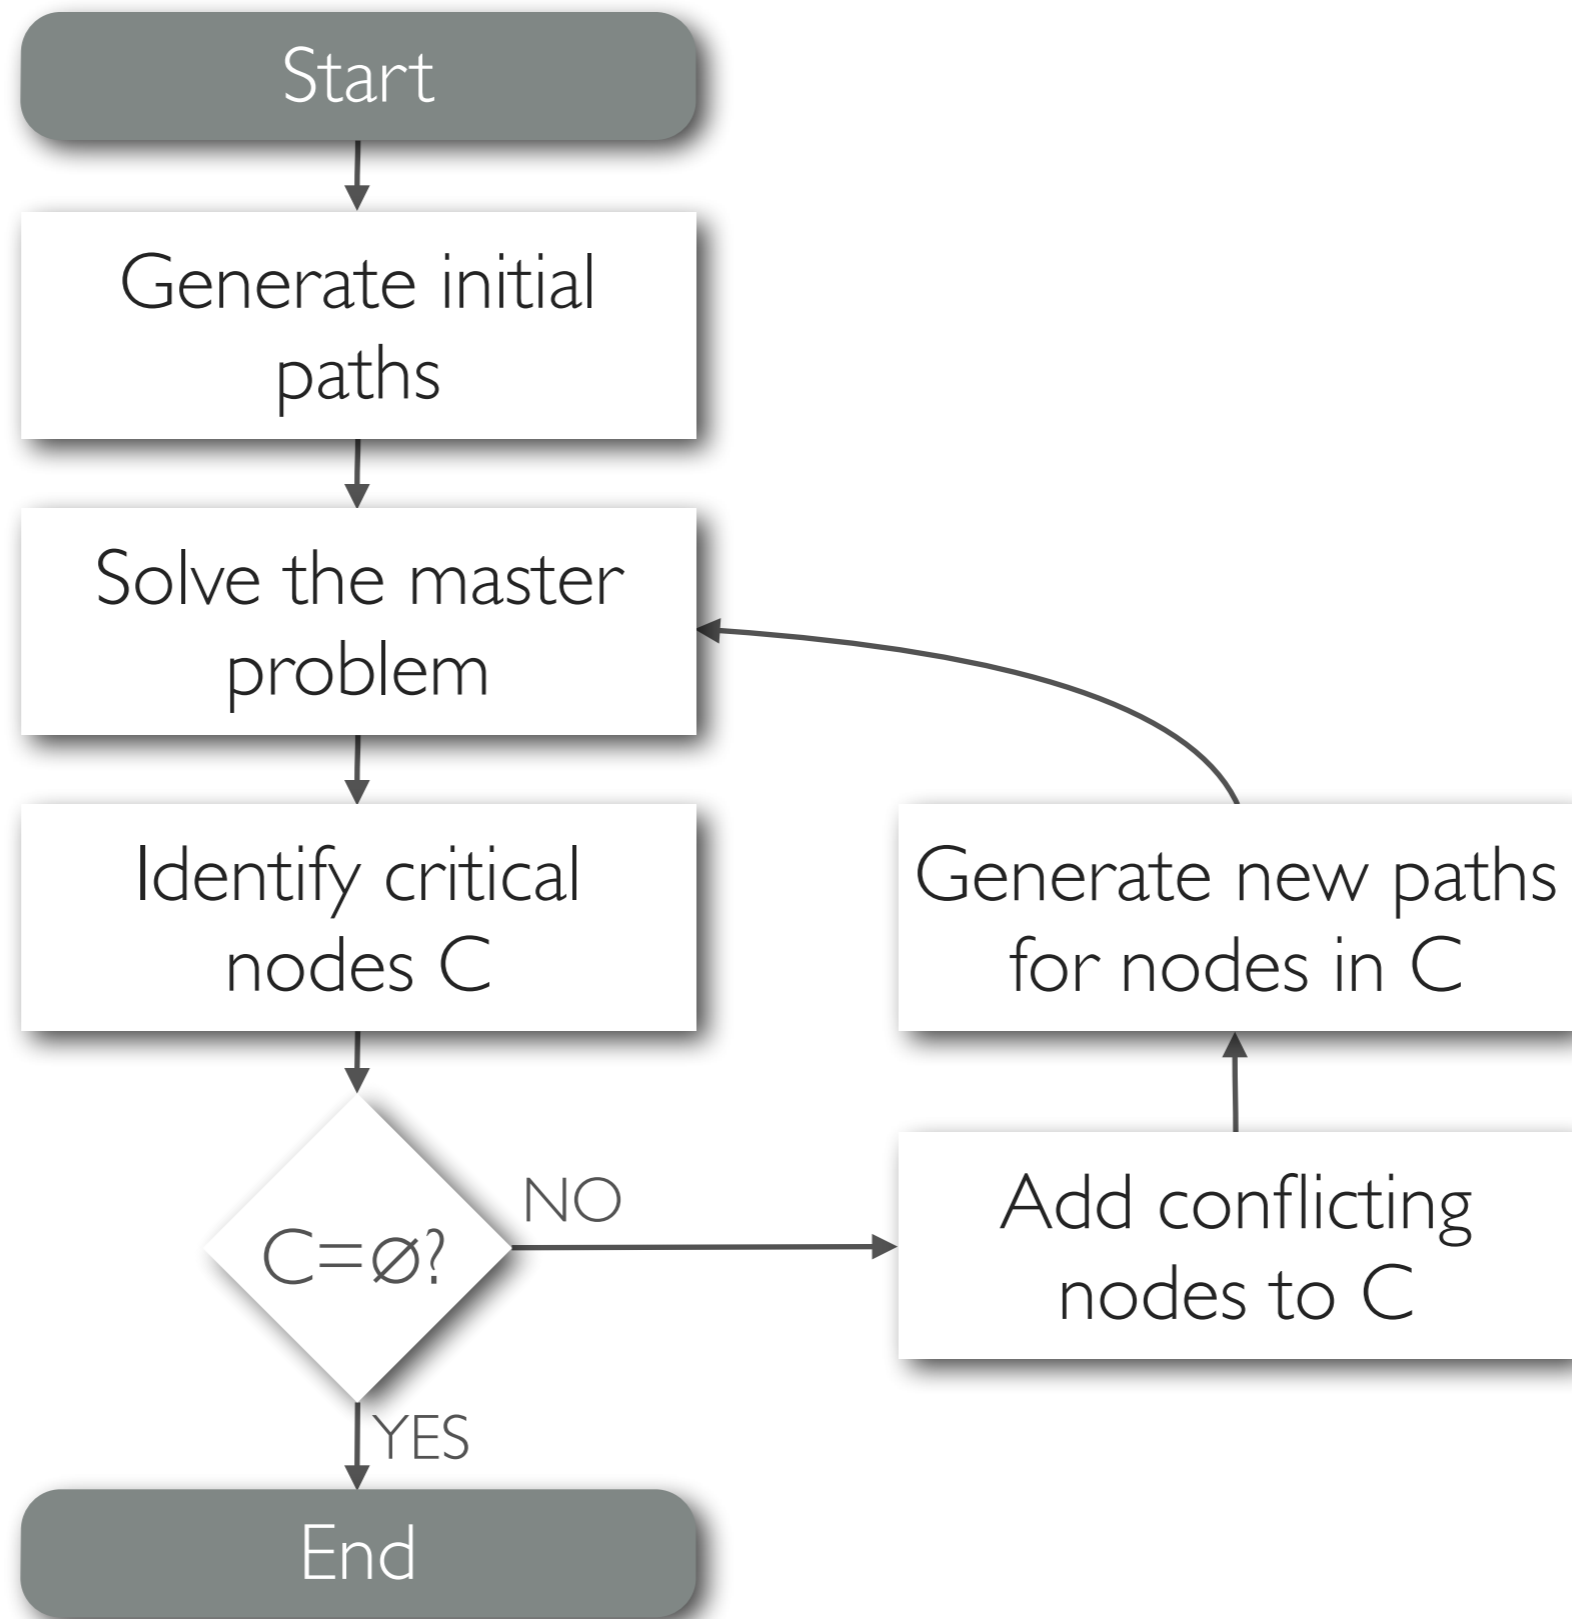 Start
Generate initial
paths
Solve the master
problem
Identify critical
nodes C
C=∅?
NO
YES
End
Add conflicting
nodes to C
Generate new paths
for nodes in C